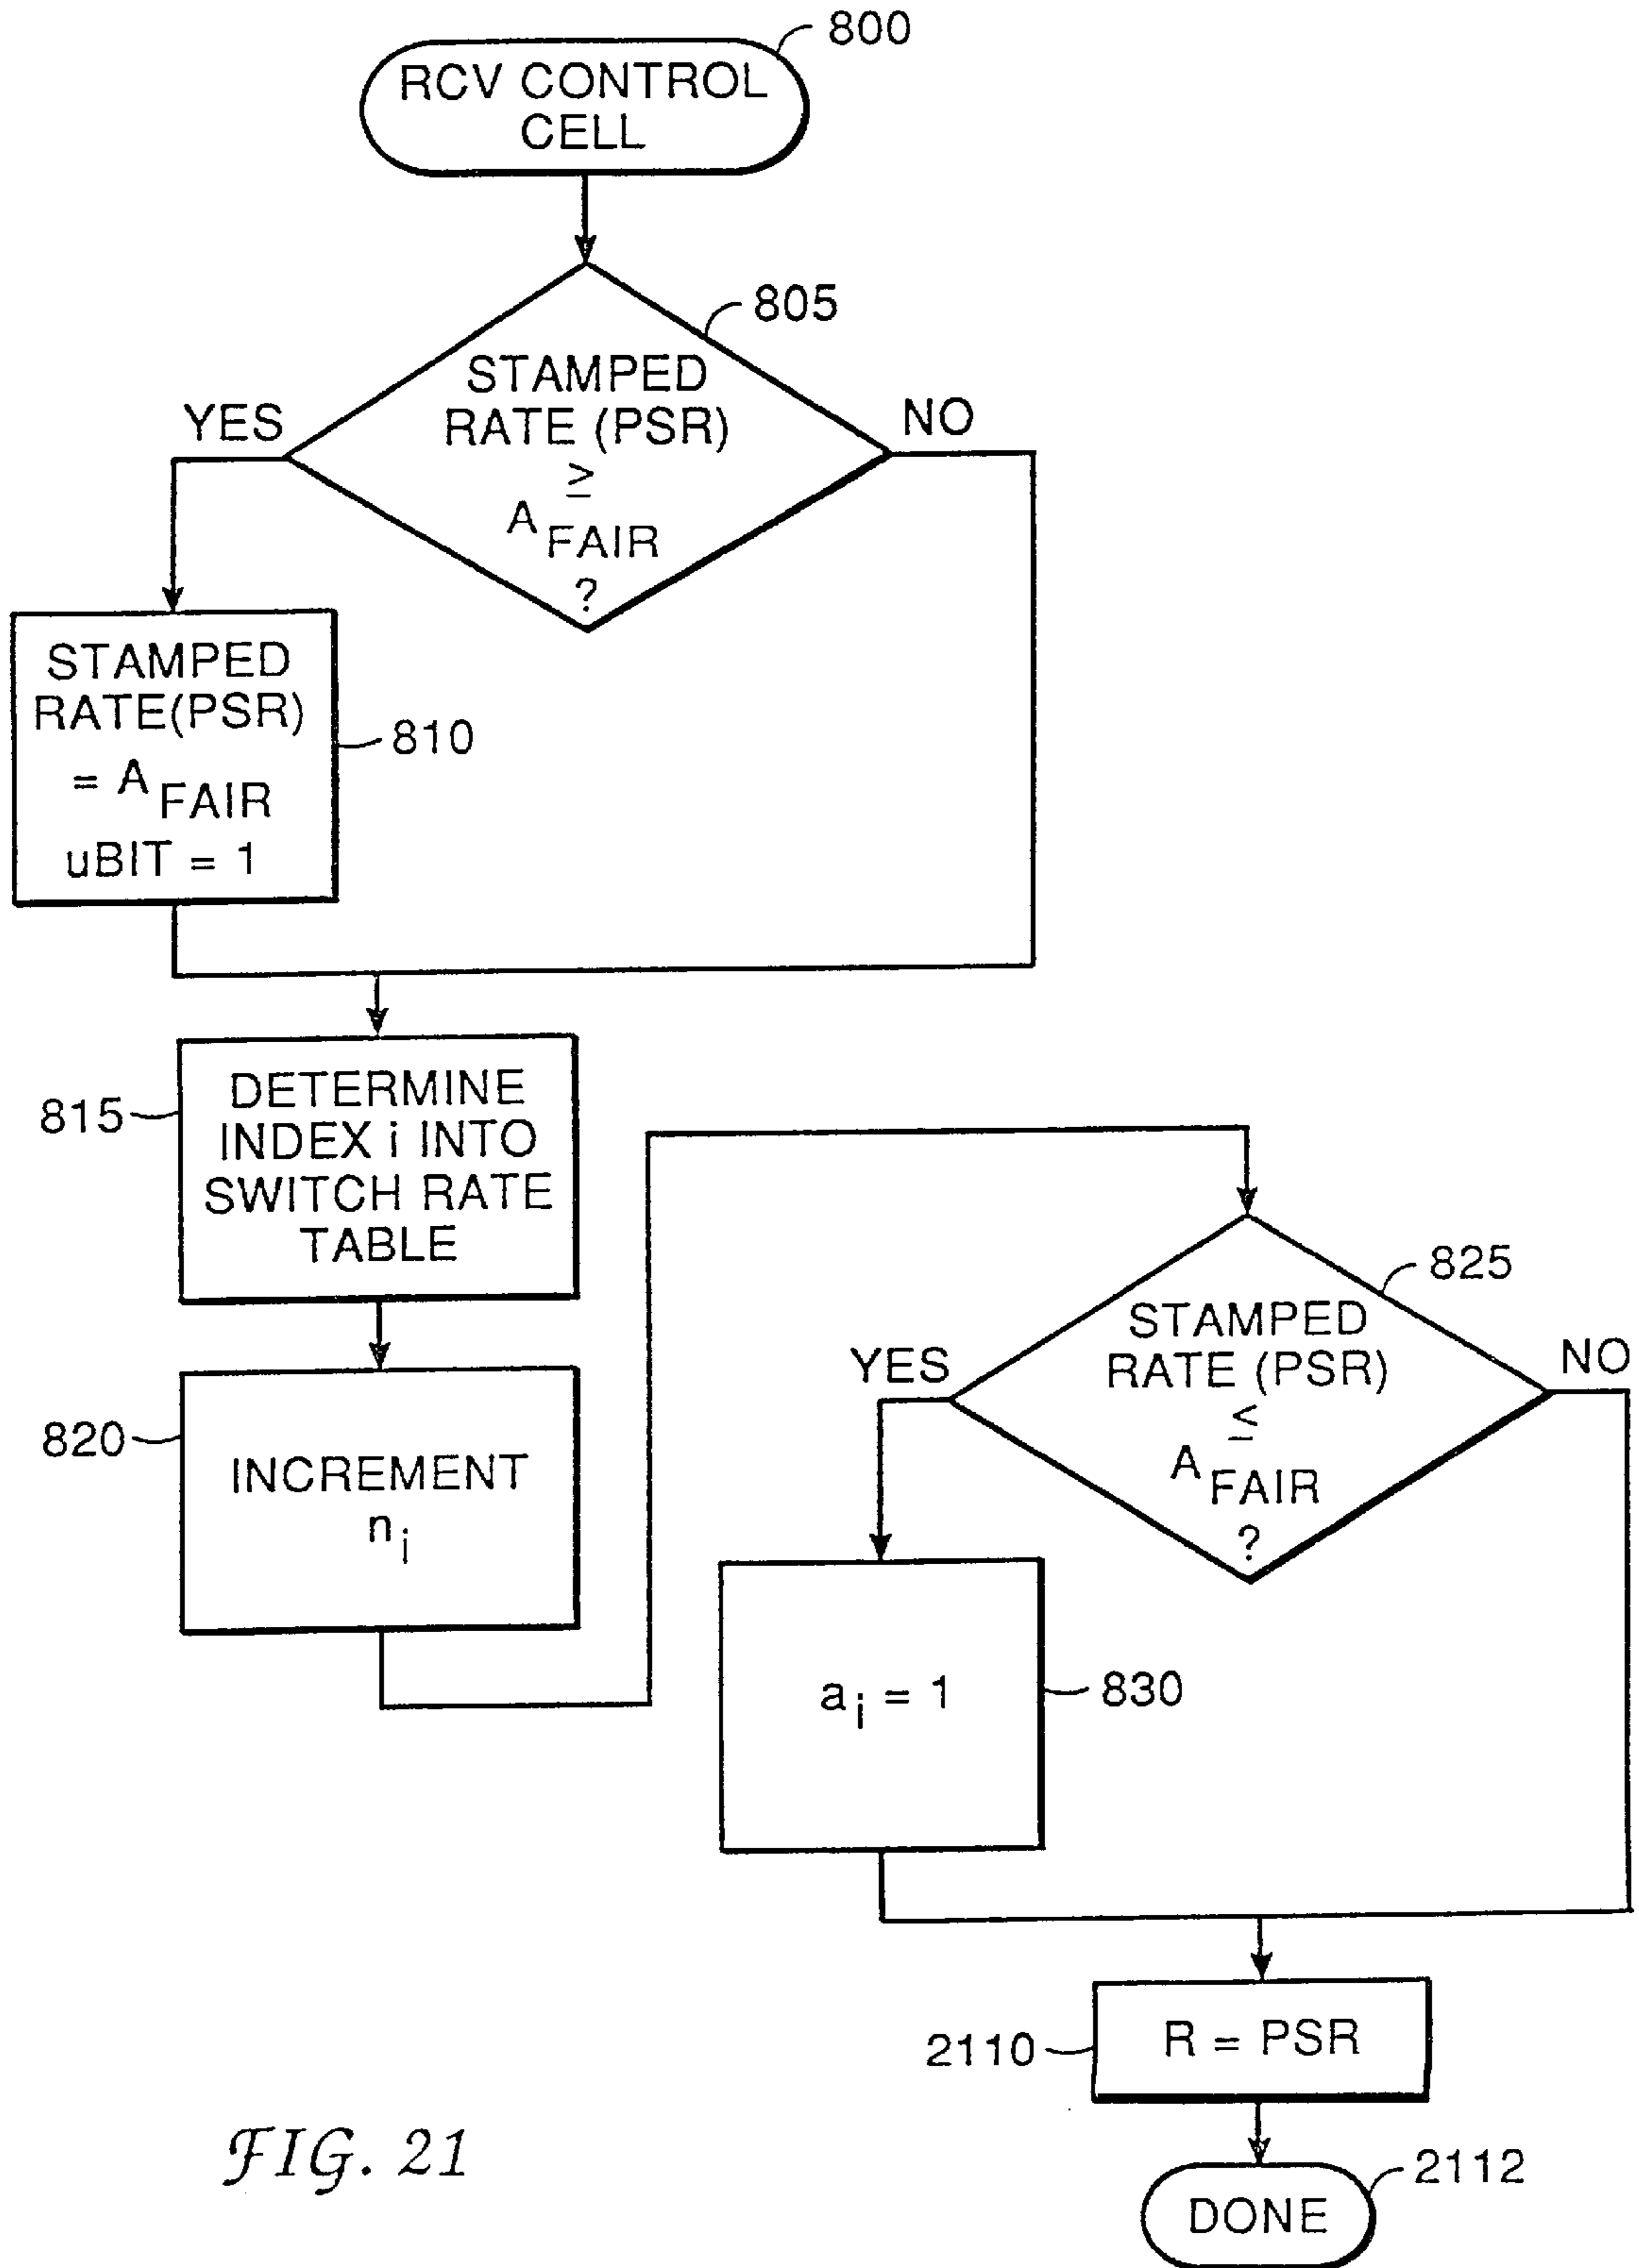 800
RCV CONTROL
CELL
805
STAMPED
RATE (PSR)
≥
A FAIR
?
YES
NO
STAMPED
RATE(PSR)
= A FAIR
uBIT = 1
810
815
DETERMINE
INDEX i INTO
SWITCH RATE
TABLE
820
INCREMENT
n i
825
STAMPED
RATE (PSR)
≤
A FAIR
?
YES
NO
a i = 1
830
2110
R = PSR
2112
DONE
FIG. 21